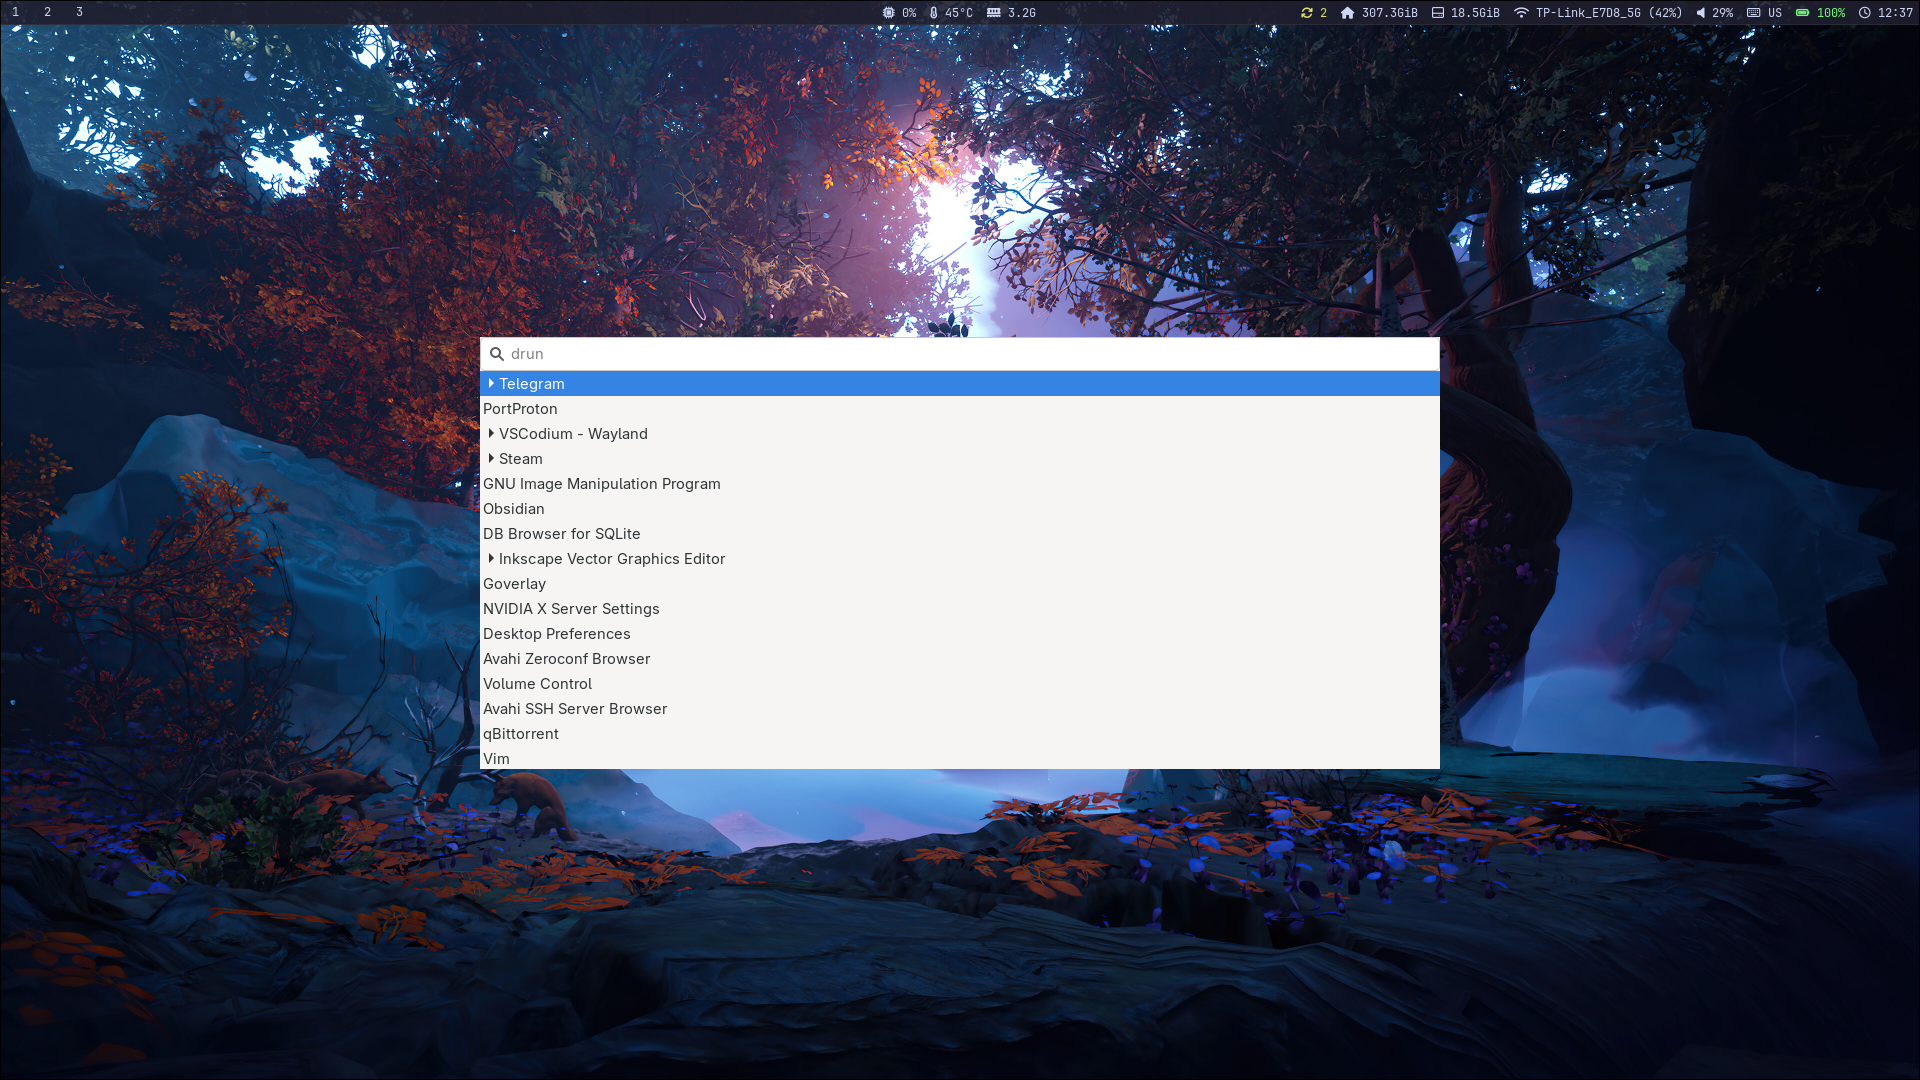 1 2 3
0% 45°C 3.2G
2 307.3GiB 18.5GiB TP-Link_E7D8_5G (42%) 29% US 100% 12:37
drun
Telegram
PortProton
VSCodium - Wayland
Steam
GNU Image Manipulation Program
Obsidian
DB Browser for SQLite
Inkscape Vector Graphics Editor
Goverlay
NVIDIA X Server Settings
Desktop Preferences
Avahi Zeroconf Browser
Volume Control
Avahi SSH Server Browser
qBittorrent
Vim